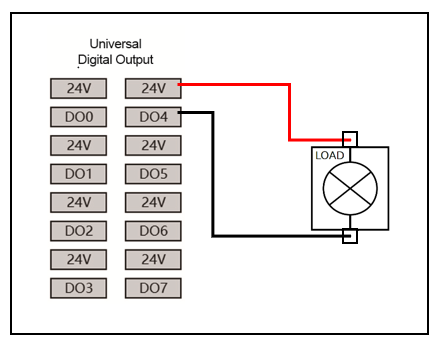 Universal
Digital Output
24V 24V
DO0 DO4
24V 24V
DO1 DO5
24V 24V
DO2 DO6
24V 24V
DO3 DO7
LOAD